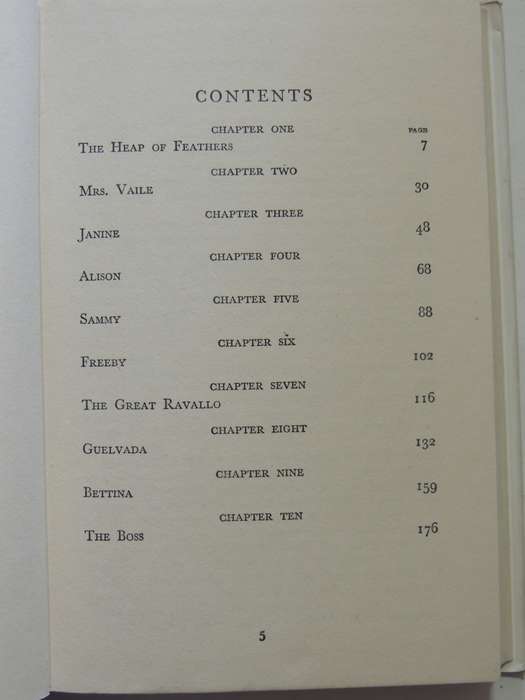 CONTENTS
CHAPTER ONE PAGE
THE HEAP OF FEATHERS 7
CHAPTER TWO
MRS. VAILE 30
CHAPTER THREE
JANINE 48
CHAPTER FOUR
ALISON 68
CHAPTER FIVE
SAMMY 88
CHAPTER SIX
FREEBY 102
CHAPTER SEVEN
THE GREAT RAVALLO 116
CHAPTER EIGHT
GUELVADA 132
CHAPTER NINE
BETTINA 159
CHAPTER TEN
THE BOSS 176
5